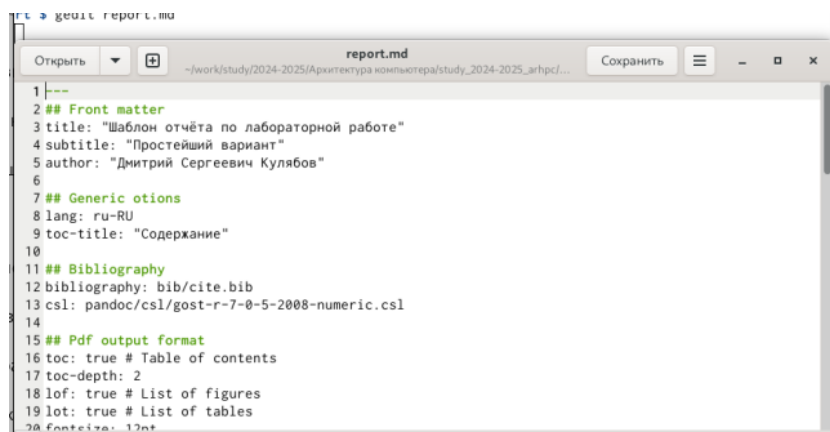 rt $ gedit report.md
Открыть
report.md
~/work/study/2024-2025/Архитектура компьютера/study_2024-2025_arhpc/...
Сохранить
1 ---
2 ## Front matter
3 title: "Шаблон отчёта по лабораторной работе"
4 subtitle: "Простейший вариант"
5 author: "Дмитрий Сергеевич Кулябов"
6
7 ## Generic otions
8 lang: ru-RU
9 toc-title: "Содержание"
10
11 ## Bibliography
12 bibliography: bib/cite.bib
13 csl: pandoc/csl/gost-r-7-0-5-2008-numeric.csl
14
15 ## Pdf output format
16 toc: true # Table of contents
17 toc-depth: 2
18 lof: true # List of figures
19 lot: true # List of tables
20 fontsize: 12pt